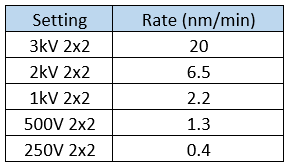 Setting Rate (nm/min)
3kV 2x2 20
2kV 2x2 6.5
1kV 2x2 2.2
500V 2x2 1.3
250V 2x2 0.4